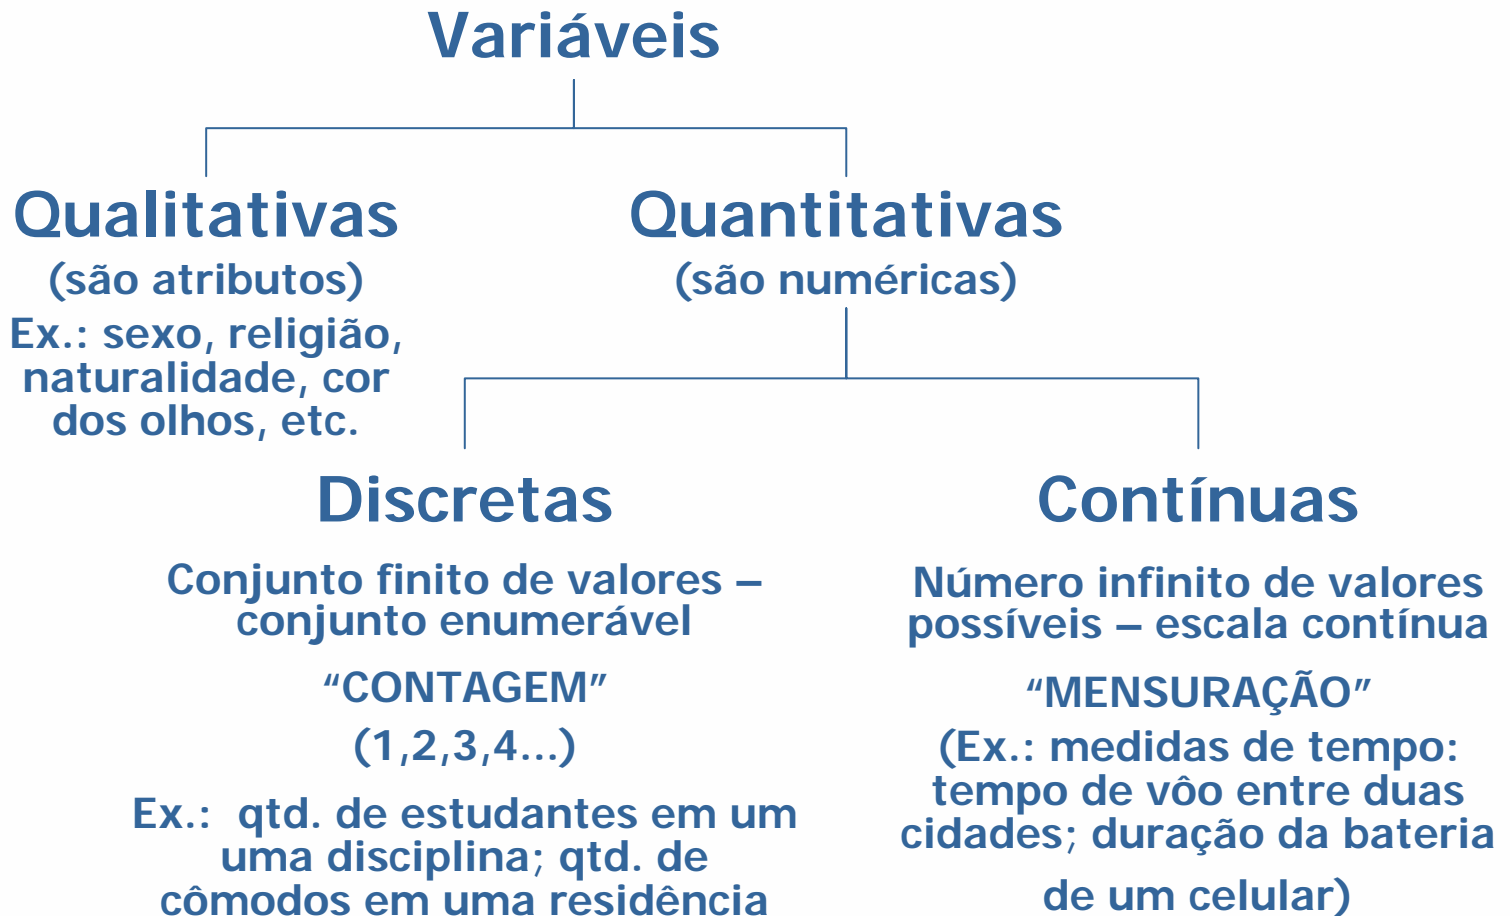 Variáveis
Qualitativas
(são atributos)
Ex.: sexo, religião,
naturalidade, cor
dos olhos, etc.
Quantitativas
(são numéricas)
Discretas
Conjunto finito de valores –
conjunto enumerável
“CONTAGEM”
(1,2,3,4...)
Ex.: qtd. de estudantes em um
uma disciplina; qtd. de
cômodos em uma residência
Contínuas
Número infinito de valores
possíveis – escala contínua
“MENSURAÇÃO”
(Ex.: medidas de tempo:
tempo de vôo entre duas
cidades; duração da bateria
de um celular)